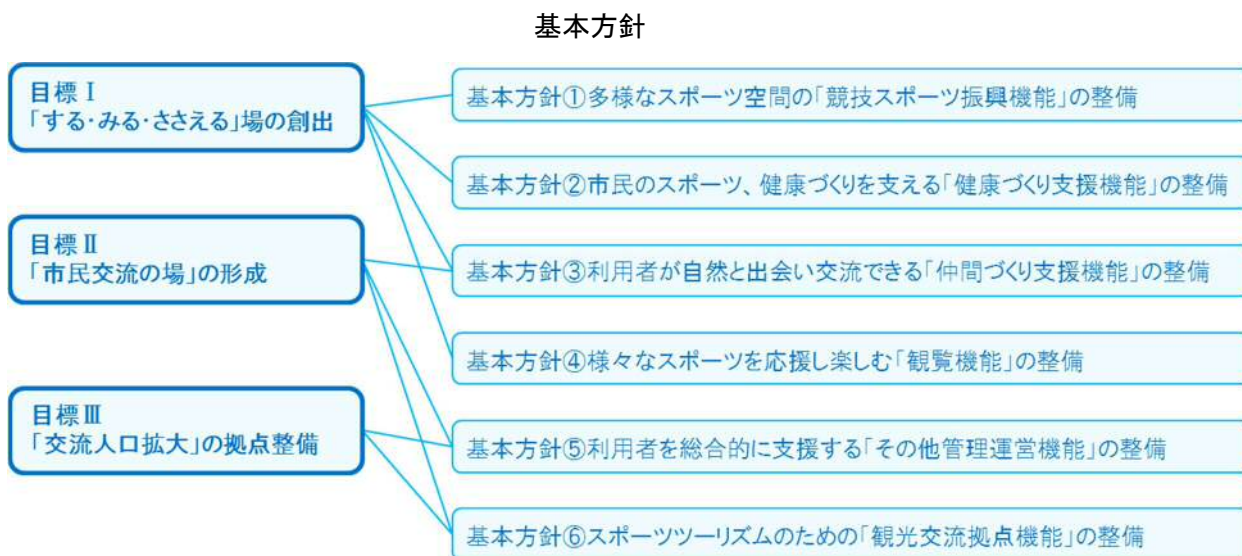 基本方針
目標Ⅰ
「する・みる・ささえる」場の創出
目標Ⅱ
「市民交流の場」の形成
目標Ⅲ
「交流人口拡大」の拠点整備
基本方針①多様なスポーツ空間の「競技スポーツ振興機能」の整備
基本方針②市民のスポーツ、健康づくりを支える「健康づくり支援機能」の整備
基本方針③利用者が自然と出会い交流できる「仲間づくり支援機能」の整備
基本方針④様々なスポーツを応援し楽しむ「観覧機能」の整備
基本方針⑤利用者を総合的に支援する「その他管理運営機能」の整備
基本方針⑥スポーツツーリズムのための「観光交流拠点機能」の整備